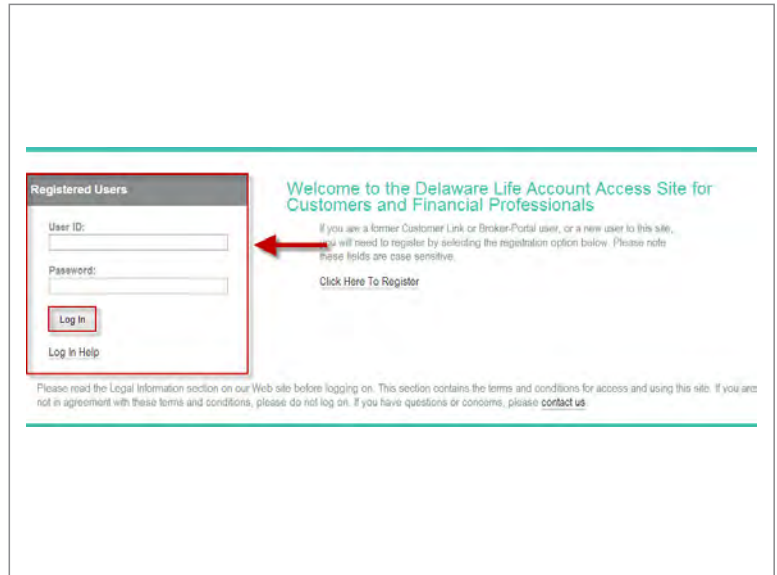 Registered Users
User ID:
Password:
Log In
Log In Help
Welcome to the Delaware Life Account Access Site for
Customers and Financial Professionals
If you are a former Customer Link or Broker-Portal user, or a new user to this site,
you will need to register by selecting the registration option below. Please note
these fields are case sensitive.
Click Here To Register
Please read the Legal Information section on our Web site before logging on. This section contains the terms and conditions for access and using this site. If you are
not in agreement with these terms and conditions, please do not log on. If you have questions or concerns, please contact us